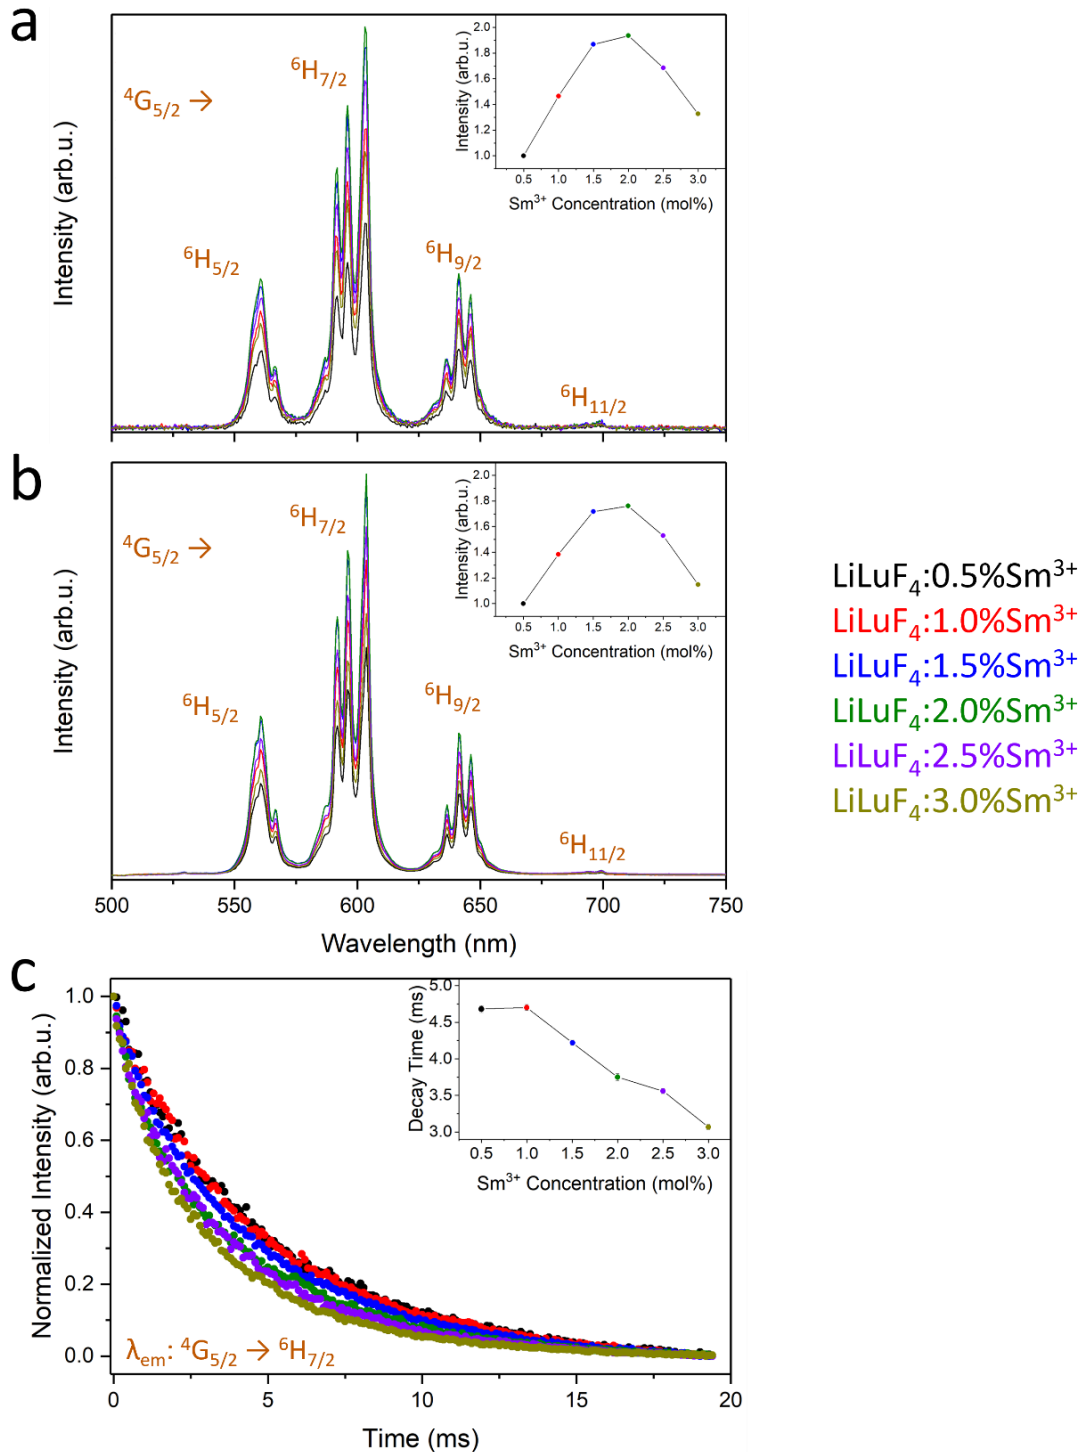 a
Intensity (arb.u.)
⁴G₅/₂ →
⁶H₅/₂
⁶H₇/₂
⁶H₉/₂
⁶H₁₁/₂
Intensity (arb.u.)
2.0
1.8
1.6
1.4
1.2
1.0
0.5 1.0 1.5 2.0 2.5 3.0
Sm³⁺ Concentration (mol%)
b
Intensity (arb.u.)
⁴G₅/₂ →
⁶H₅/₂
⁶H₇/₂
⁶H₉/₂
⁶H₁₁/₂
Intensity (arb.u.)
2.0
1.8
1.6
1.4
1.2
1.0
0.5 1.0 1.5 2.0 2.5 3.0
Sm³⁺ Concentration (mol%)
500 550 600 650 700 750
Wavelength (nm)
LiLuF₄:0.5%Sm³⁺
LiLuF₄:1.0%Sm³⁺
LiLuF₄:1.5%Sm³⁺
LiLuF₄:2.0%Sm³⁺
LiLuF₄:2.5%Sm³⁺
LiLuF₄:3.0%Sm³⁺
c
Normalized Intensity (arb.u.)
1.0
0.8
0.6
0.4
0.2
0.0
λem: ⁴G₅/₂ → ⁶H₇/₂
Decay Time (ms)
5.0
4.5
4.0
3.5
3.0
0.5 1.0 1.5 2.0 2.5 3.0
Sm³⁺ Concentration (mol%)
0 5 10 15 20
Time (ms)